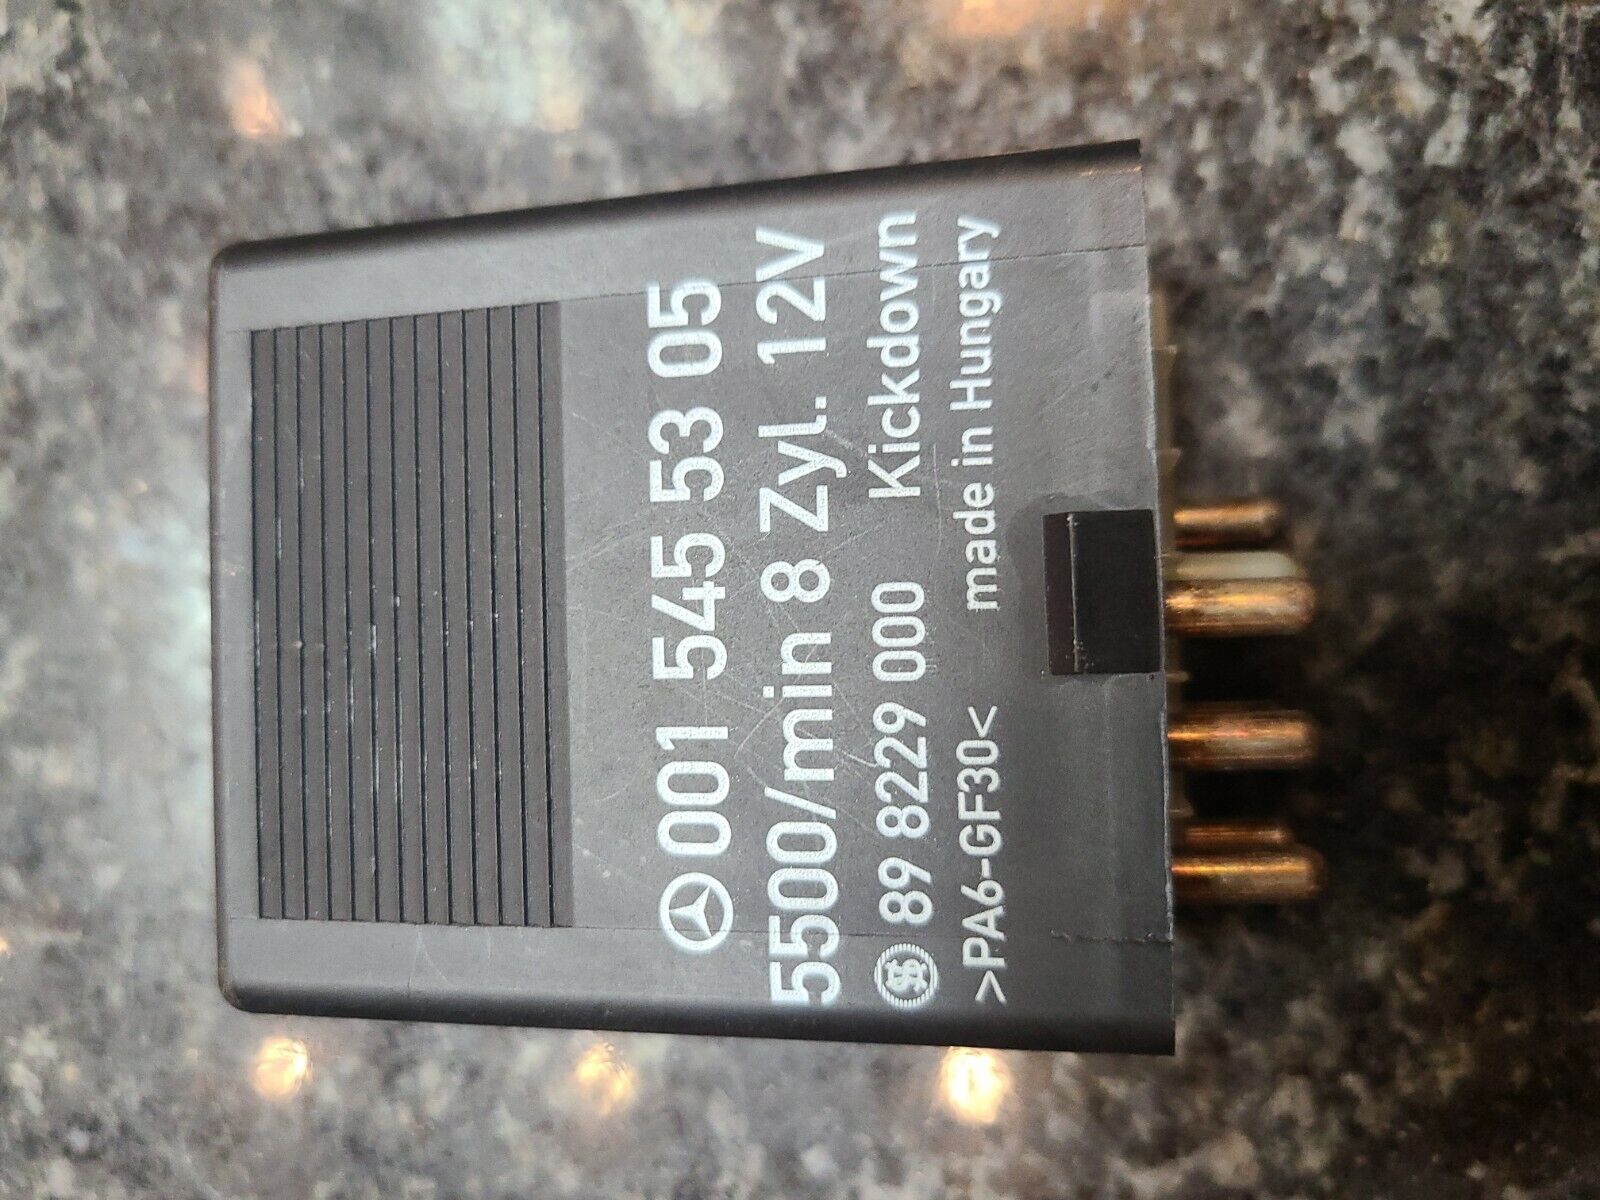 001 545 53 05
5500/min 8 Zyl. 12V
89 8229 000 Kickdown
>PA6-GF30< made in Hungary